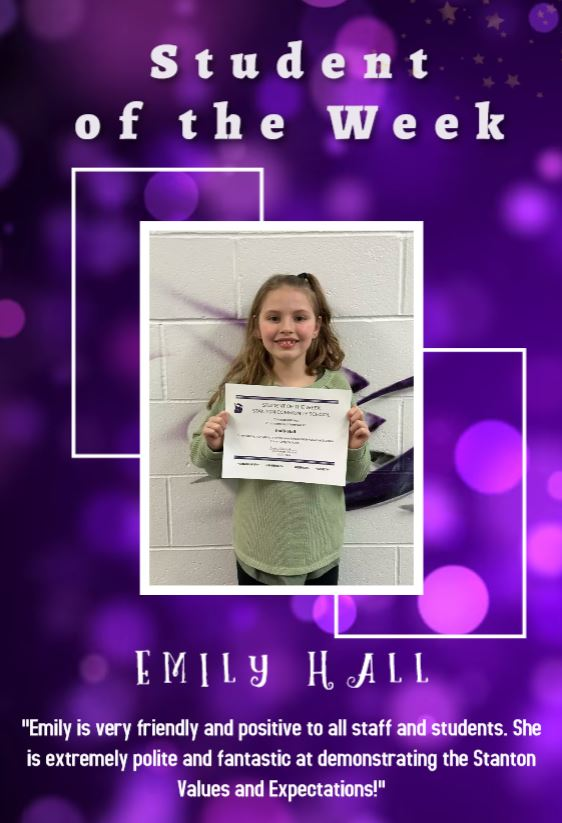 Student
of the Week
STUDENT OF THE WEEK
STANTON COMMUNITY SCHOOL
EMILY HALL
"Emily is very friendly and positive to all staff and students. She
is extremely polite and fantastic at demonstrating the Stanton
Values and Expectations!"